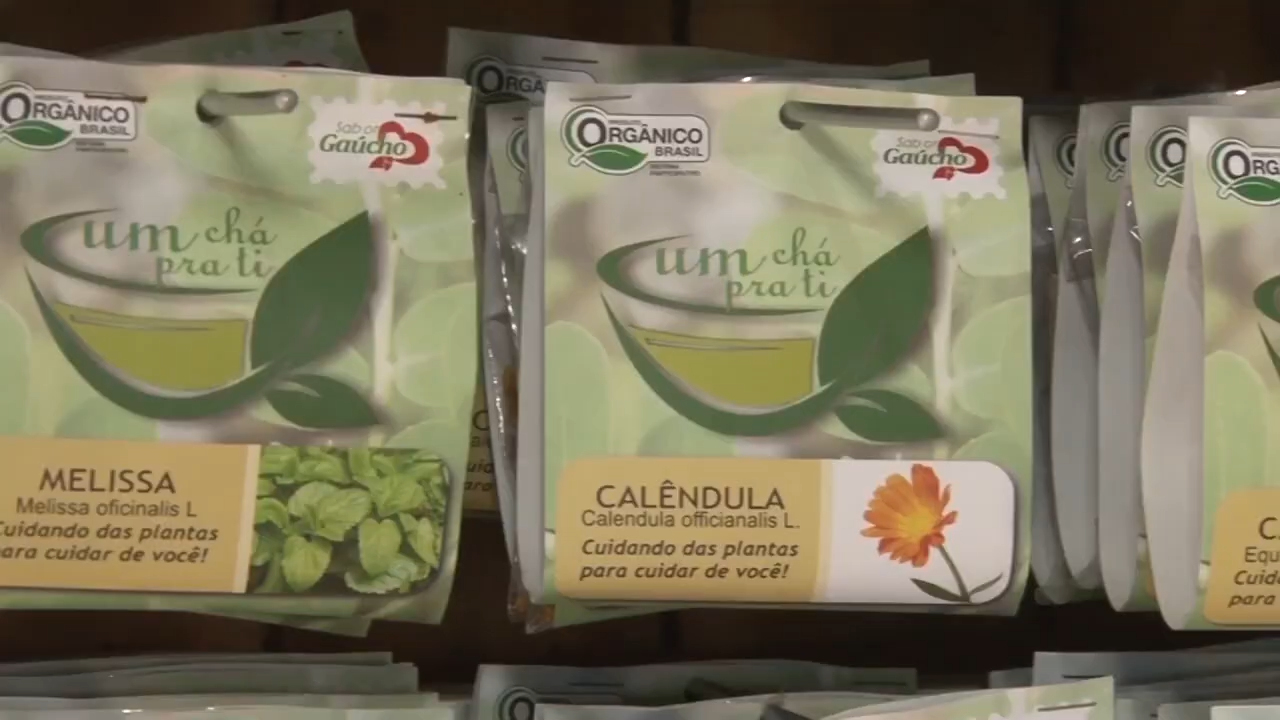 ORGÂNICO
BRASIL
Sabor
Gaúcho
um chá
pra ti
MELISSA
Melissa oficinalis L
Cuidando das plantas
para cuidar de você!
ORGÂNICO
BRASIL
Gaúcho
um chá
pra ti
CALÊNDULA
Calendula officianalis L.
Cuidando das plantas
para cuidar de você!